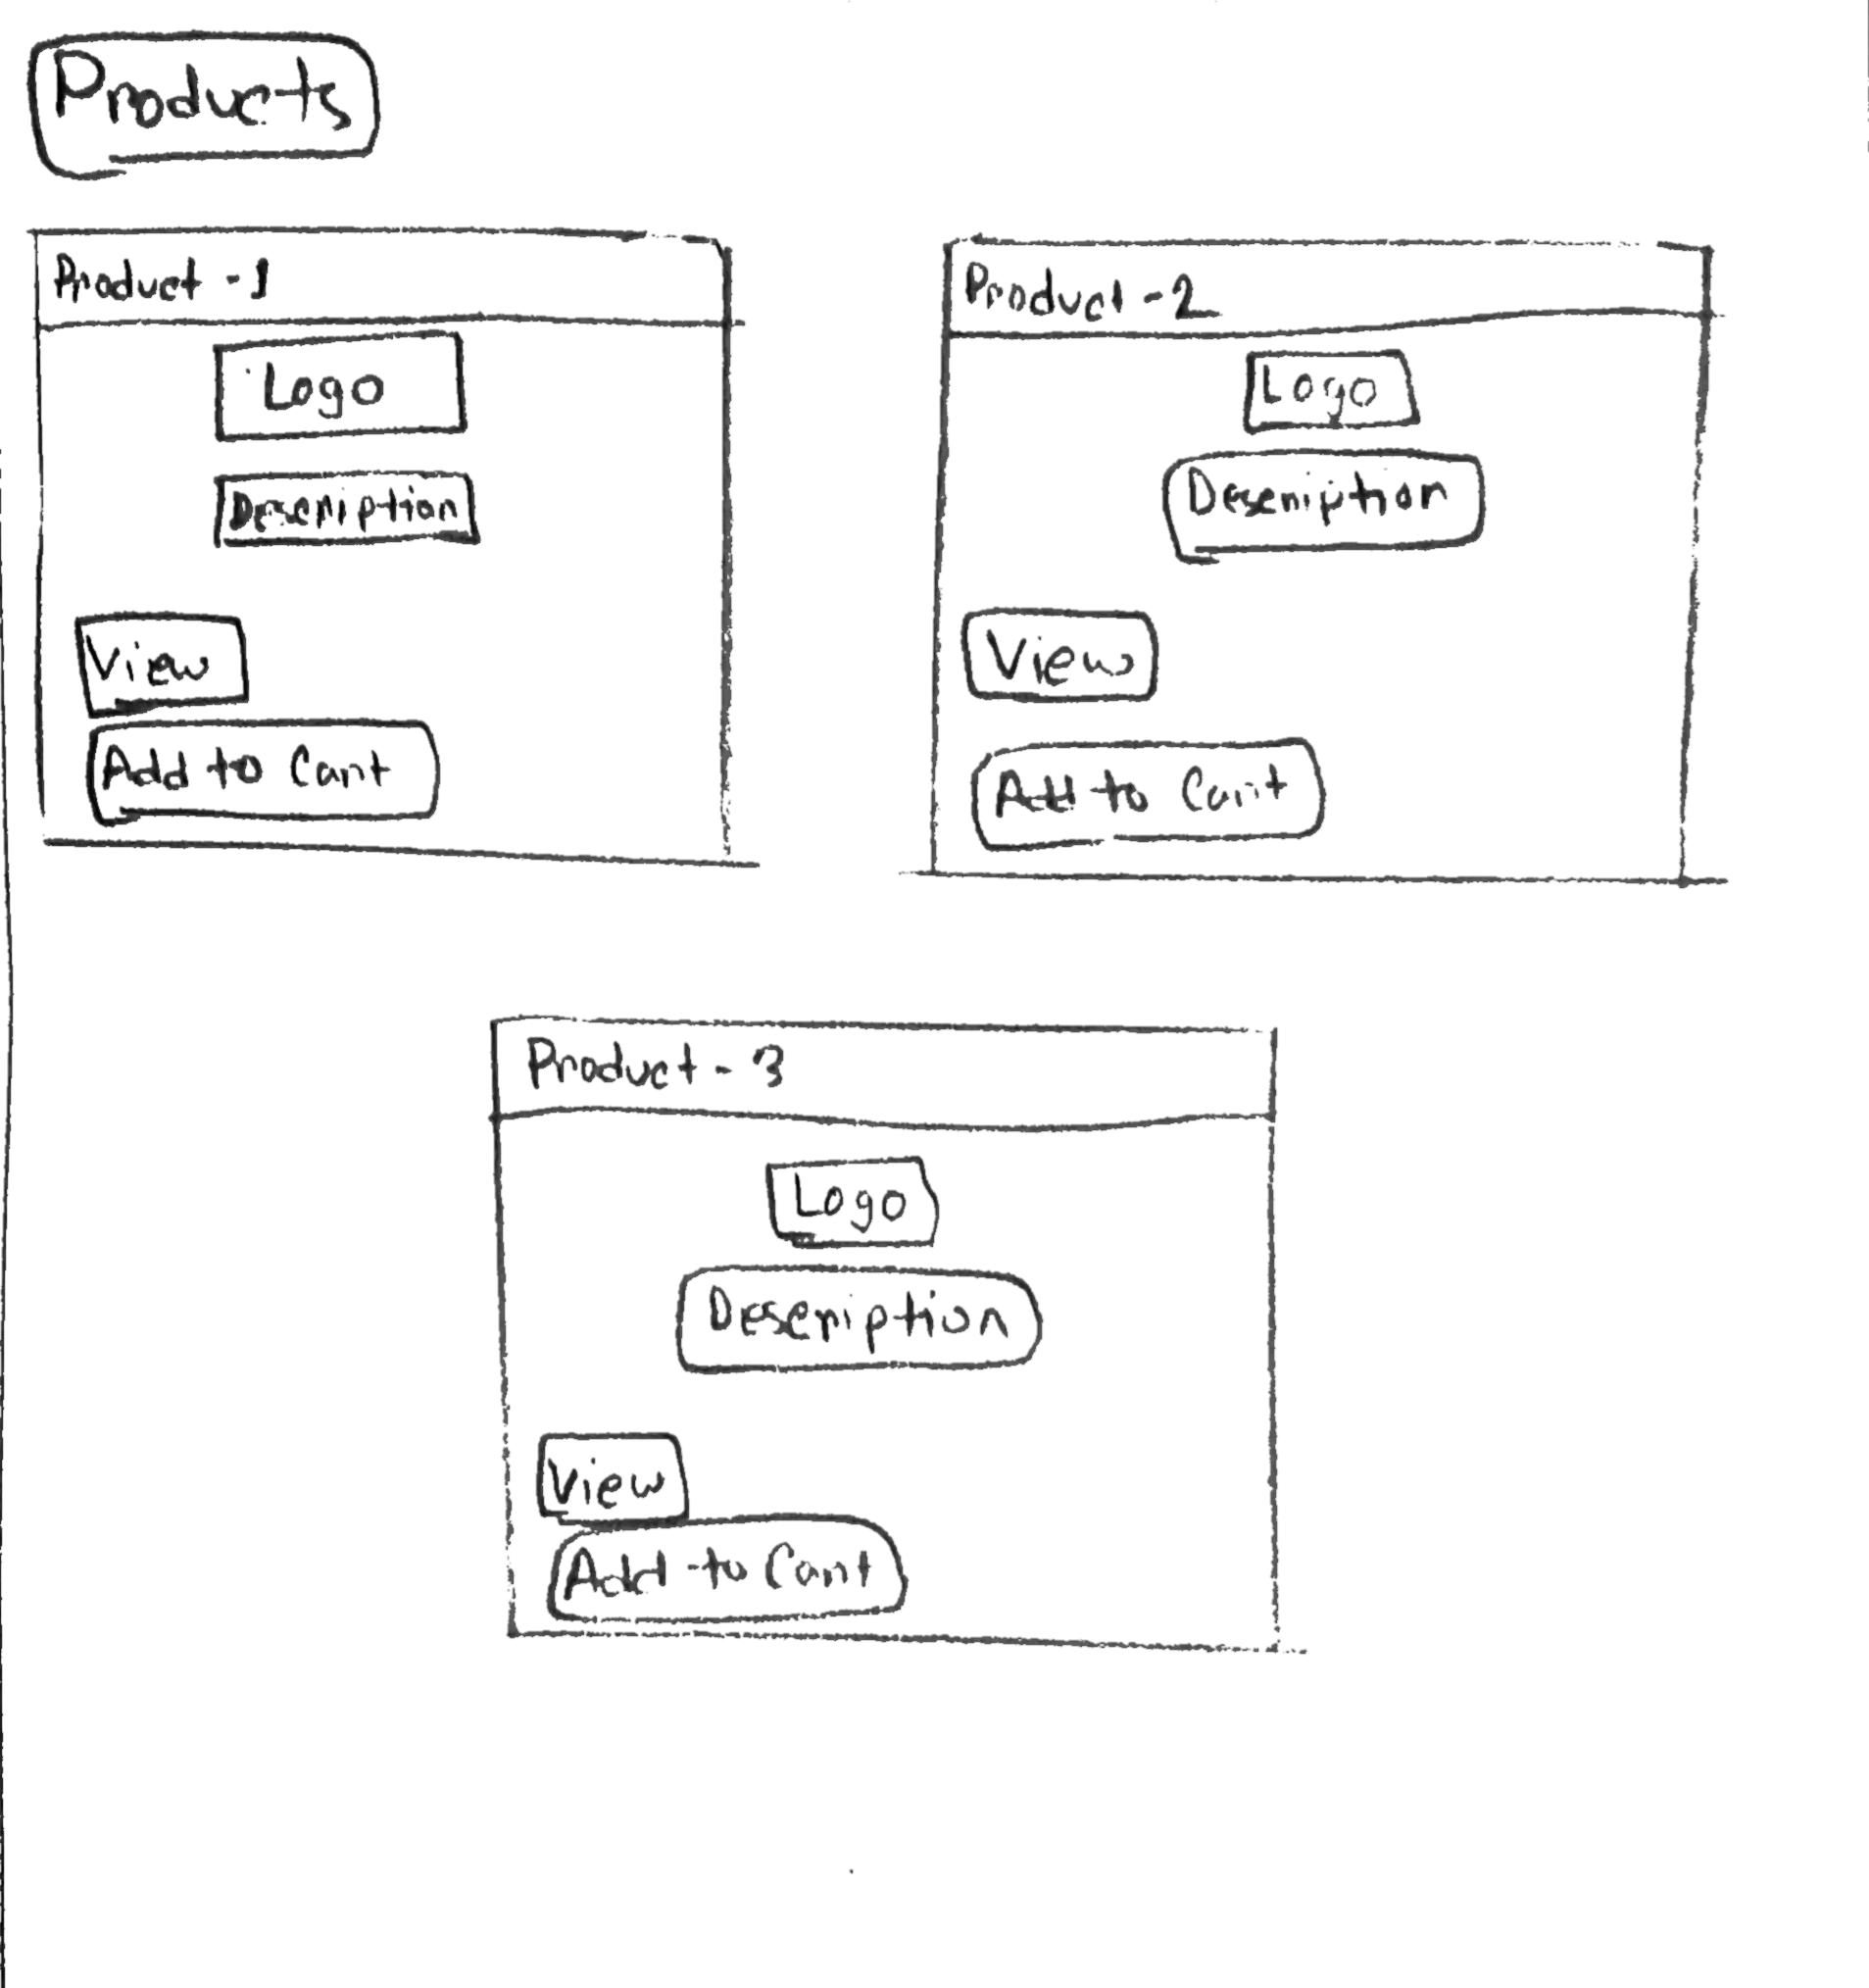 Products
Product - 1
Logo
Description
View
Add to Cart
Product - 2
Logo
Description
View
Add to Cart
Product - 3
Logo
Description
View
Add to Cart